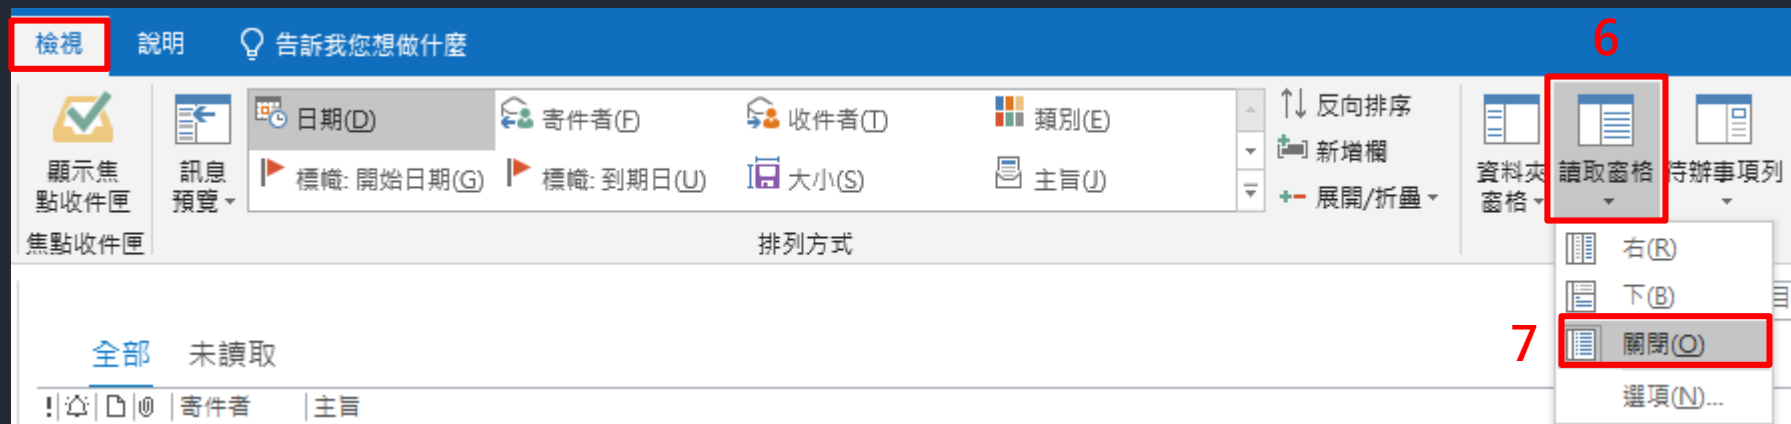 檢視 說明 告訴我您想做什麼
6
日期(D) 寄件者(F) 收件者(T) 類別(E)
標幟: 開始日期(G) 標幟: 到期日(U) 大小(S) 主旨(J)
反向排序
新增欄
展開/折疊
顯示焦
點收件匣
訊息
預覽
資料夾
窗格
讀取窗格
待辦事項列
焦點收件匣
排列方式
右(R)
下(B)
7
關閉(O)
選項(N)...
全部 未讀取
! 寄件者 主旨